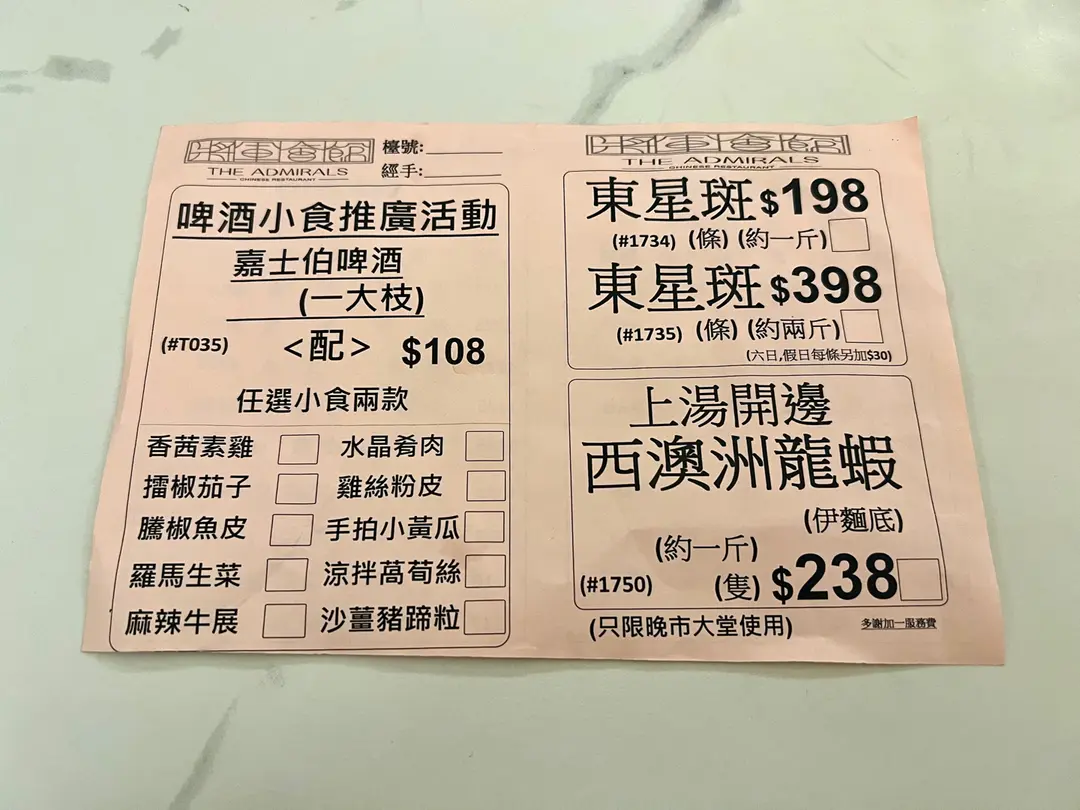 將軍會館
THE ADMIRALS
CHINESE RESTAURANT
檯號:
經手:
啤酒小食推廣活動
嘉士伯啤酒
(一大枝)
(#T035) <配> $108
任選小食兩款
香茜素雞 水晶肴肉
擂椒茄子 雞絲粉皮
騰椒魚皮 手拍小黃瓜
羅馬生菜 涼拌萵荀絲
麻辣牛展 沙薑豬蹄粒
將軍會館
THE ADMIRALS
CHINESE RESTAURANT
東星斑 $198
(#1734) (條) (約一斤)
東星斑 $398
(#1735) (條) (約兩斤)
(六日,假日每條另加$30)
上湯開邊
西澳洲龍蝦
(伊麵底)
(約一斤)
(#1750) (隻) $238
(只限晚市大堂使用)
多謝加一服務費